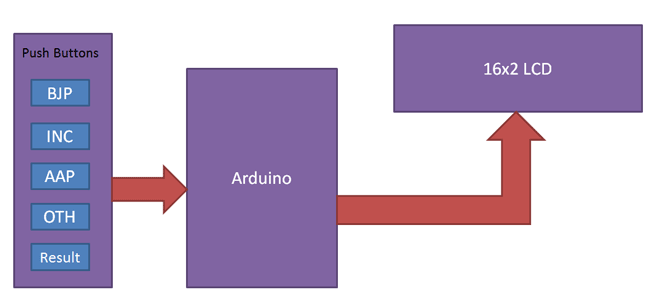 Push Buttons
BJP
INC
AAP
OTH
Result
Arduino
16x2 LCD